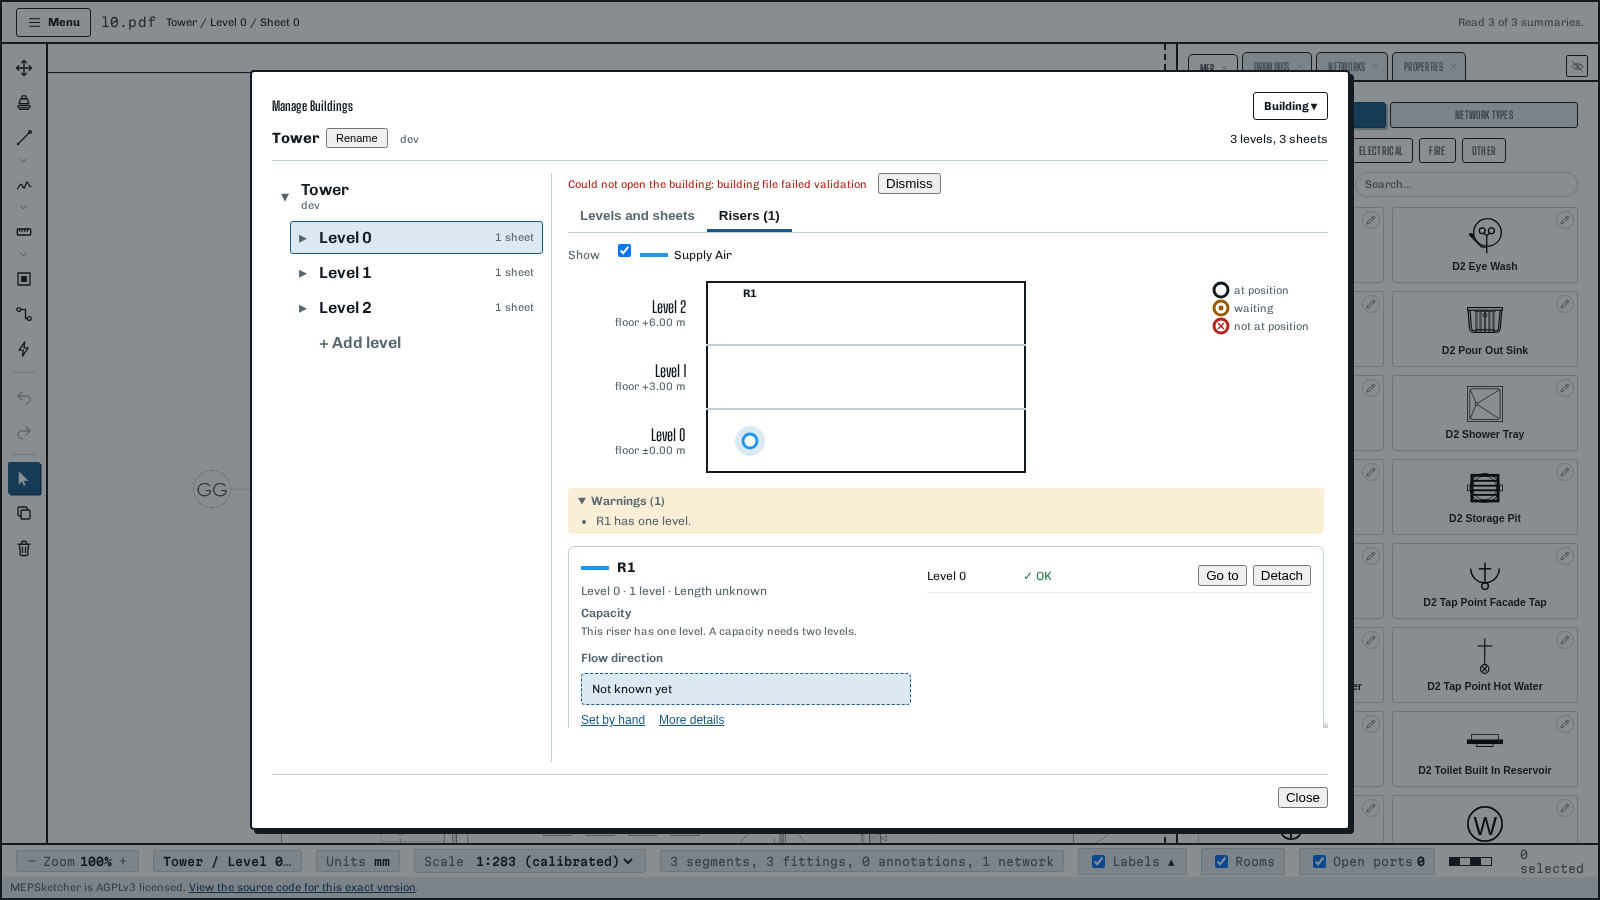 Menu
l0.pdf
Tower / Level 0 / Sheet 0
Read 3 of 3 summaries.
MEP ×
DRAWINGS ×
NETWORKS ×
PROPERTIES ×
Manage Buildings
Building ▾
Tower
Rename
dev
3 levels, 3 sheets
▼ Tower
dev
▶ Level 0
1 sheet
▶ Level 1
1 sheet
▶ Level 2
1 sheet
+ Add level
Could not open the building: building file failed validation
Dismiss
Levels and sheets
Risers (1)
Show
Supply Air
R1
Level 2
floor +6.00 m
Level 1
floor +3.00 m
Level 0
floor ±0.00 m
at position
waiting
not at position
▼ Warnings (1)
• R1 has one level.
R1
Level 0 · 1 level · Length unknown
Capacity
This riser has one level. A capacity needs two levels.
Flow direction
Not known yet
Set by hand
More details
Level 0
✓ OK
Go to
Detach
Close
GG
NETWORK TYPES
ELECTRICAL
FIRE
OTHER
Search...
D2 Eye Wash
D2 Pour Out Sink
D2 Shower Tray
D2 Storage Pit
D2 Tap Point Facade Tap
er
D2 Tap Point Hot Water
D2 Toilet Built In Reservoir
W
− Zoom 100% +
Tower / Level 0…
Units mm
Scale 1:283 (calibrated)
3 segments, 3 fittings, 0 annotations, 1 network
Labels ▲
Rooms
Open ports 0
0 selected
MEPSketcher is AGPLv3 licensed. View the source code for this exact version.